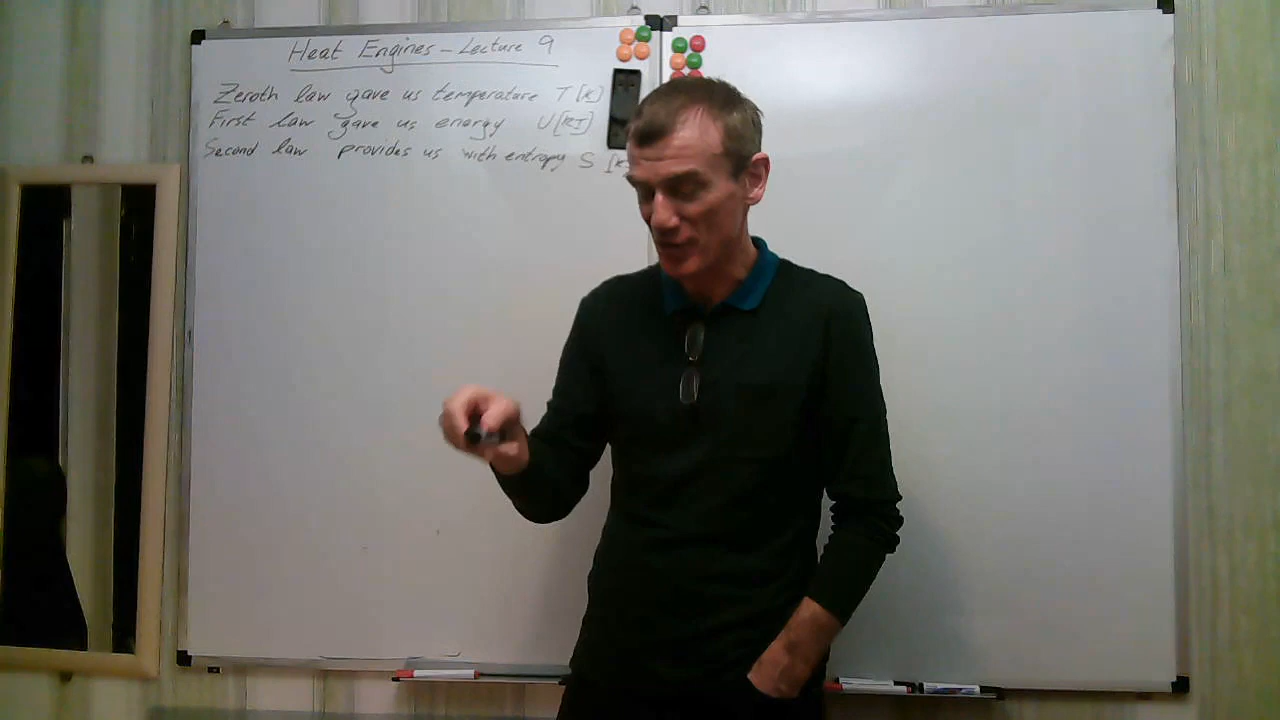 Heat Engines - Lecture 9
Zeroth law gave us temperature T [K]
First law gave us energy U [kJ]
Second law provides us with entropy S